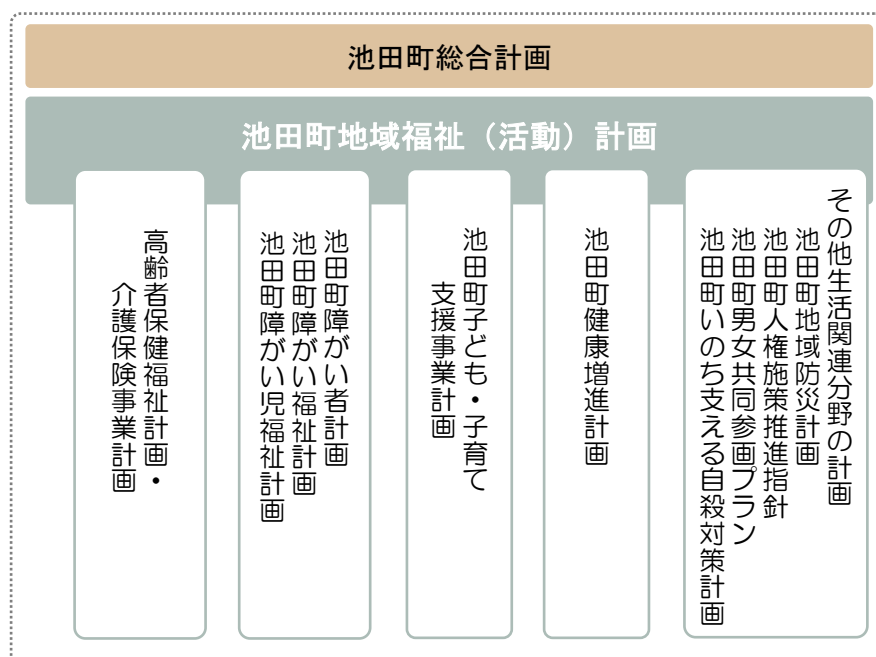 池田町総合計画
池田町地域福祉（活動）計画
高齢者保健福祉計画・
介護保険事業計画
池田町障がい者計画
池田町障がい福祉計画
池田町障がい児福祉計画
池田町子ども・子育て
支援事業計画
池田町健康増進計画
その他生活関連分野の計画
池田町地域防災計画
池田町人権施策推進指針
池田町男女共同参画プラン
池田町いのち支える自殺対策計画